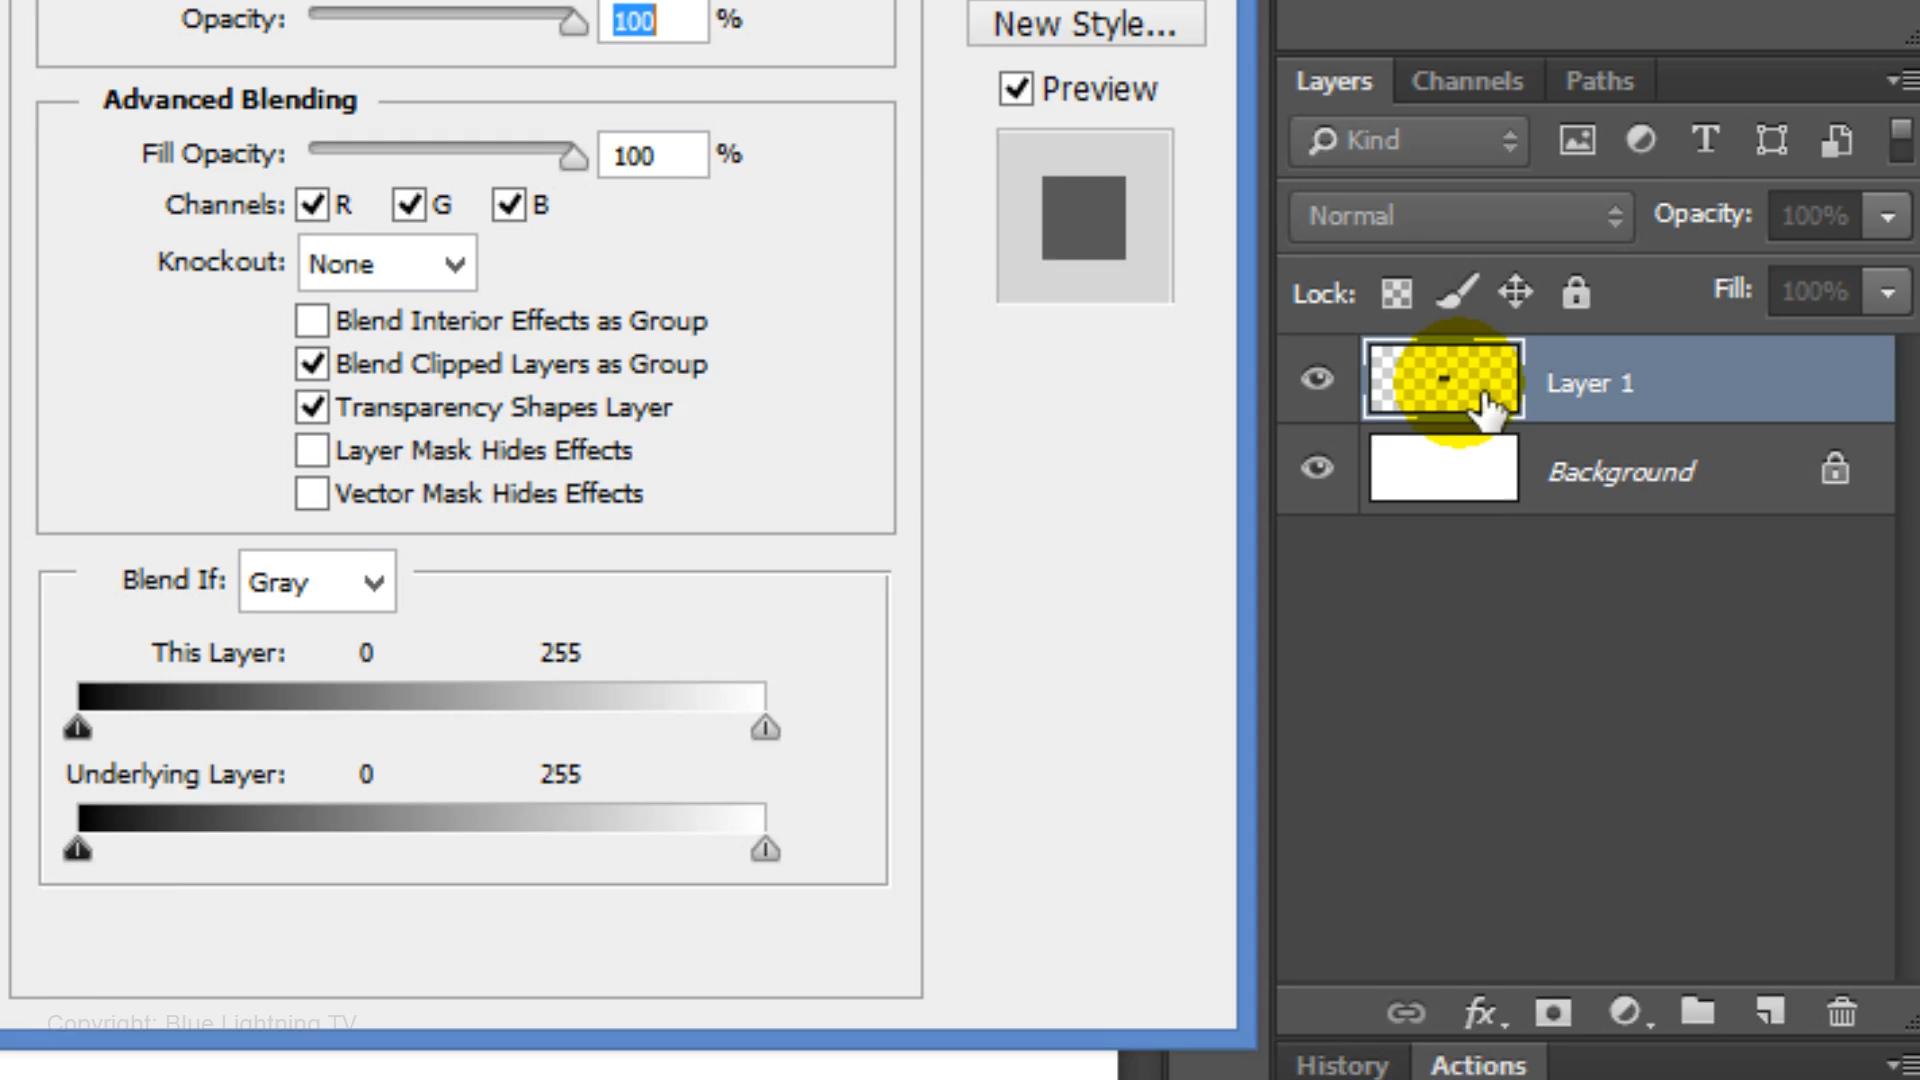 Opacity: 100 %
New Style...
Preview
Advanced Blending
Fill Opacity: 100 %
Channels: R G B
Knockout: None
Blend Interior Effects as Group
Blend Clipped Layers as Group
Transparency Shapes Layer
Layer Mask Hides Effects
Vector Mask Hides Effects
Blend If: Gray
This Layer: 0 255
Underlying Layer: 0 255
Copyright: Blue Lightning TV
Layers Channels Paths
Kind T
Normal Opacity: 100%
Lock: Fill: 100%
Layer 1
Background
fx
History Actions